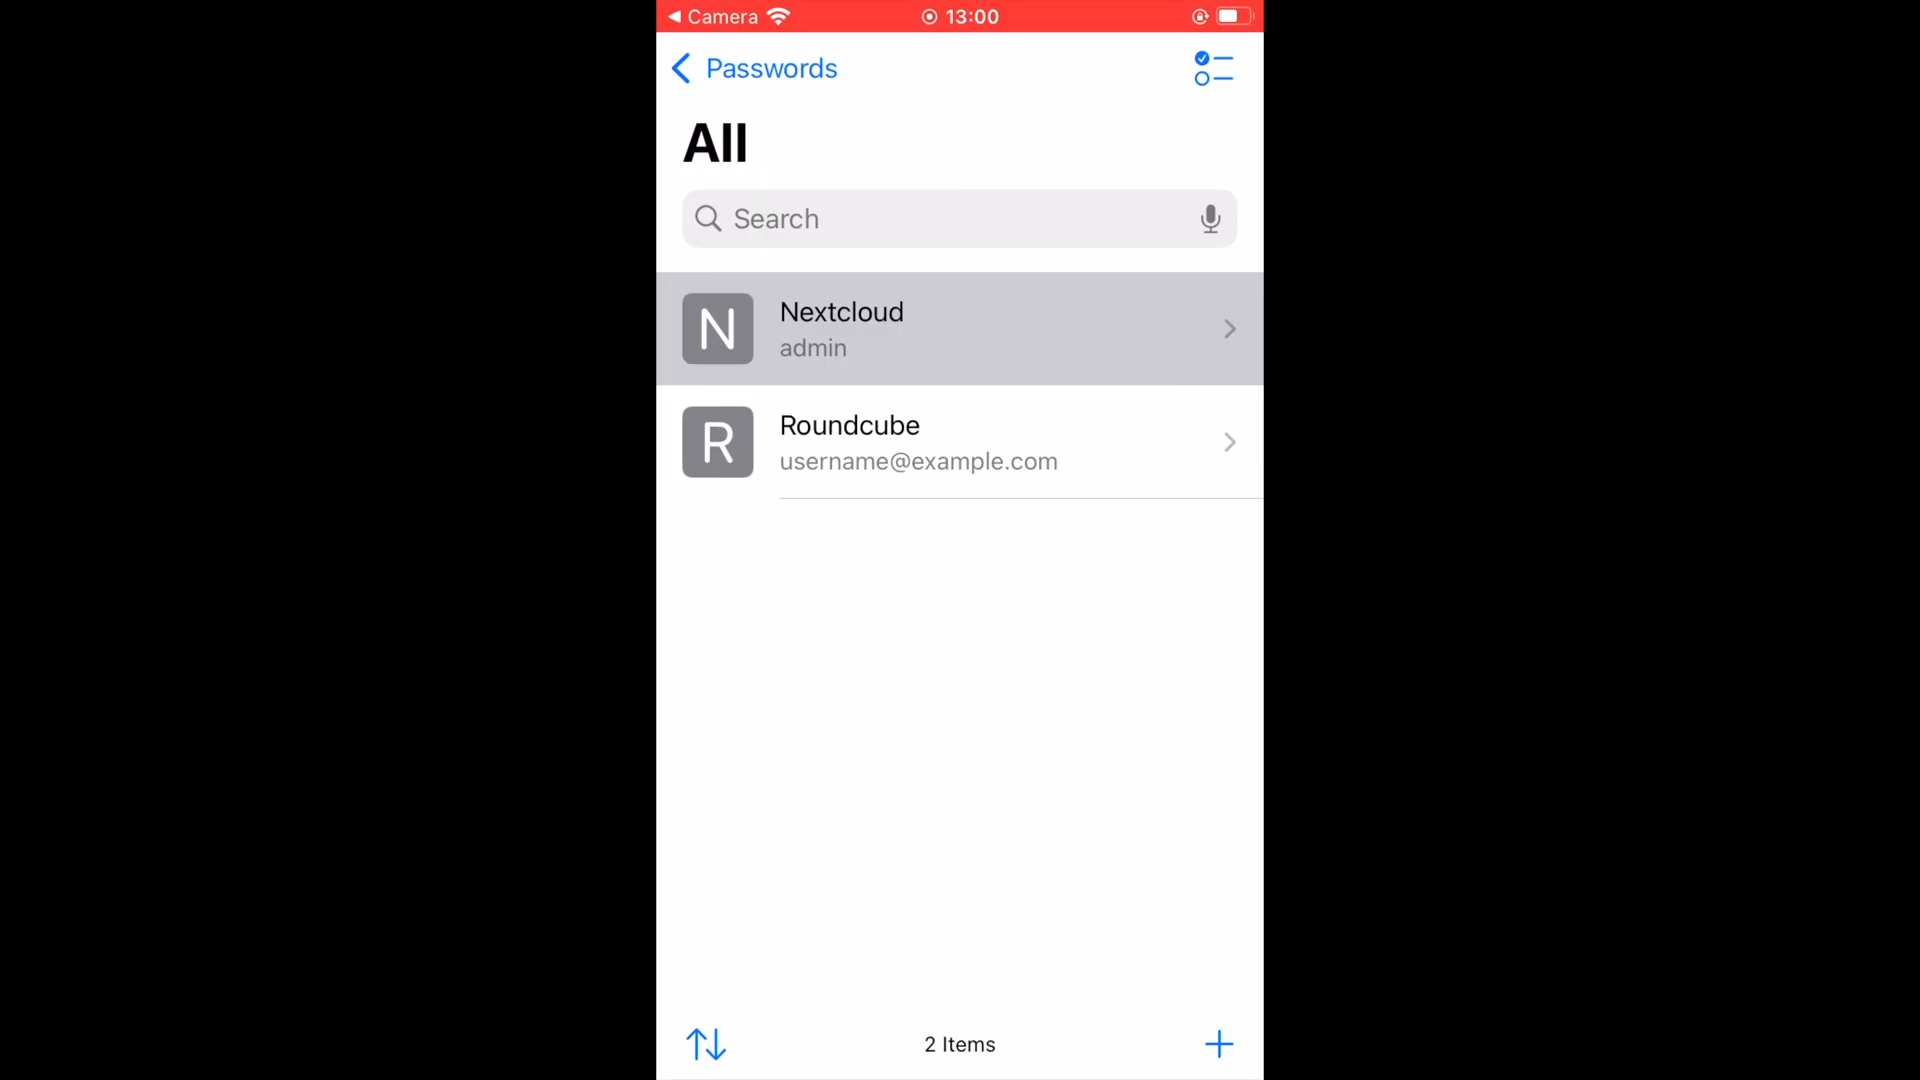 Camera 13:00
Passwords
All
Search
N
Nextcloud
admin
R
Roundcube
username@example.com
2 Items